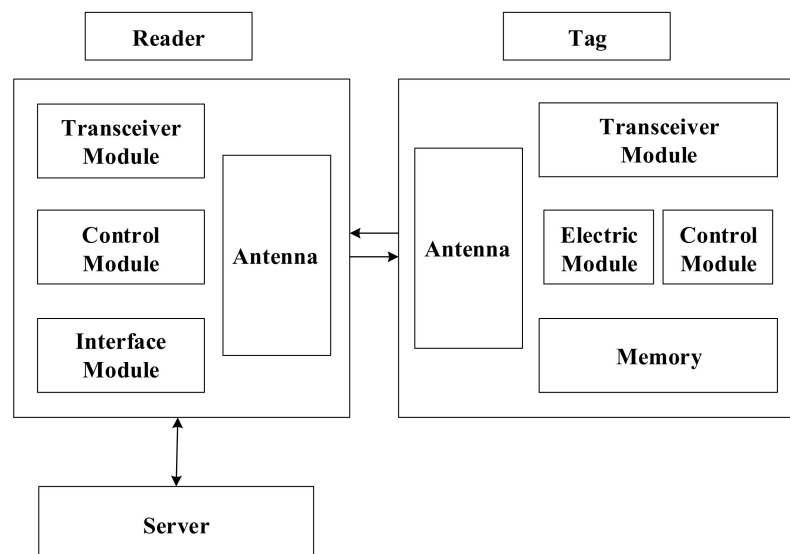 Reader
Tag
Transceiver
Module
Control
Module
Interface
Module
Antenna
Antenna
Transceiver
Module
Electric
Module
Control
Module
Memory
Server